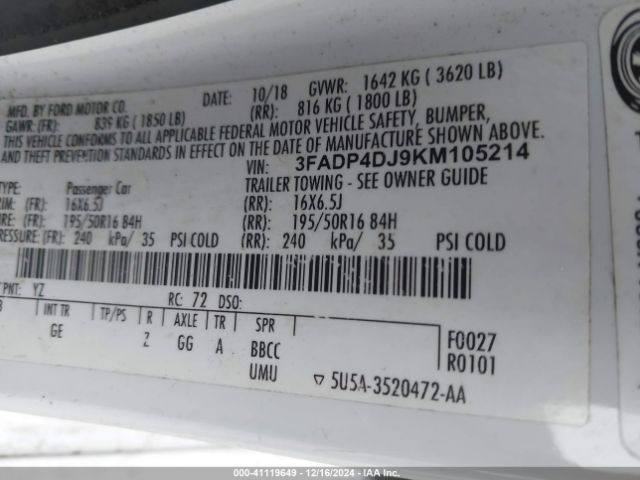 MFD. BY FORD MOTOR CO. DATE: 10/18 GVWR: 1642 KG ( 3620 LB)
GAWR: (FR): 839 KG ( 1850 LB) (RR): 816 KG ( 1800 LB)
THIS VEHICLE CONFORMS TO ALL APPLICABLE FEDERAL MOTOR VEHICLE SAFETY, BUMPER,
AND THEFT PREVENTION STANDARDS IN EFFECT ON THE DATE OF MANUFACTURE SHOWN ABOVE.
VIN: 3FADP4DJ9KM105214
TYPE: Passenger Car TRAILER TOWING - SEE OWNER GUIDE
RIM: (FR): 16X6.5J (RR): 16X6.5J
TIRE: (FR): 195/50R16 84H (RR): 195/50R16 84H
PRESSURE: (FR): 240 kPa/ 35 PSI COLD (RR): 240 kPa/ 35 PSI COLD
PNT: YZ RC: 72 DSO:
INT TR TP/PS R AXLE TR SPR
GE Z GG A BBCC
UMU
F0027
R0101
▽ 5U5A-3520472-AA
© 41119649 - 12/16/2024 - IAA Inc.